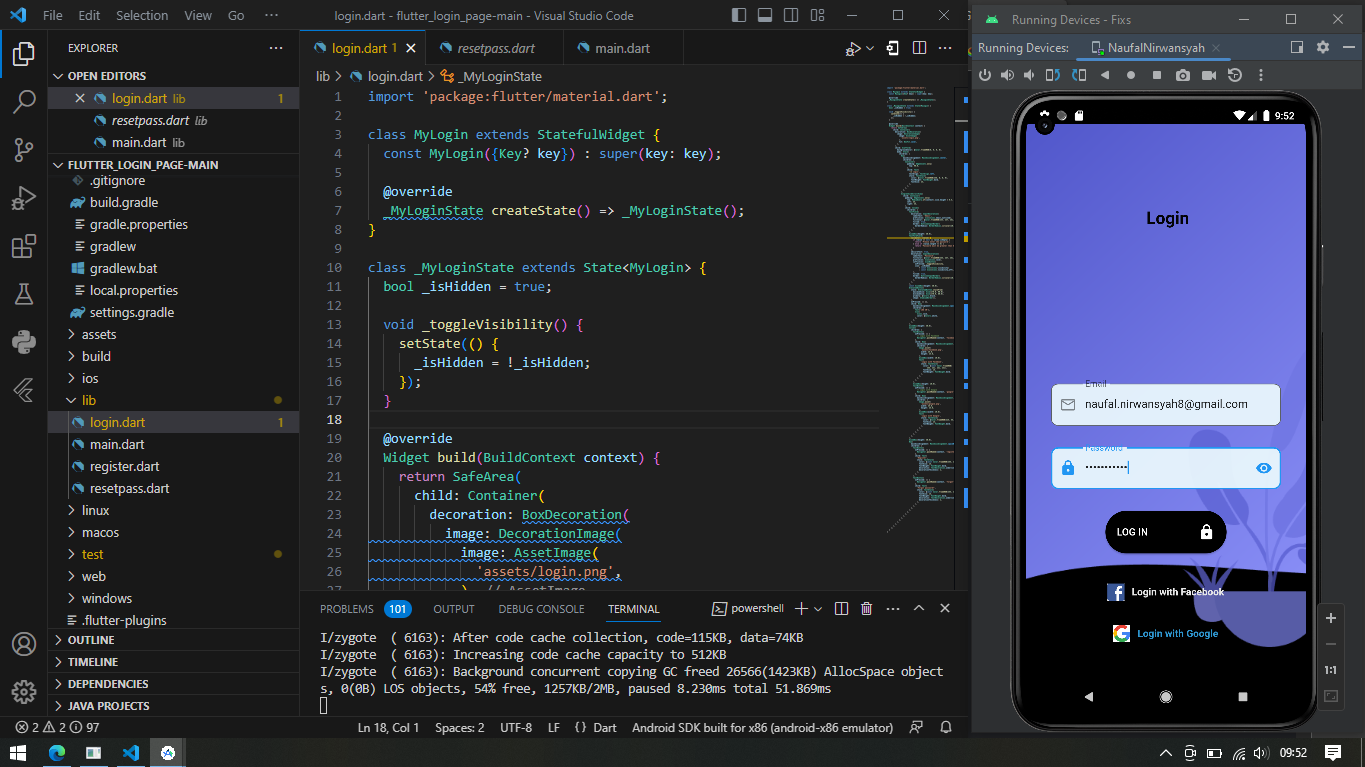 File Edit Selection View Go ··· login.dart - flutter_login_page-main - Visual Studio Code
EXPLORER
OPEN EDITORS
login.dart lib 1
resetpass.dart lib
main.dart lib
FLUTTER_LOGIN_PAGE-MAIN
.gitignore
build.gradle
gradle.properties
gradlew
gradlew.bat
local.properties
settings.gradle
assets
build
ios
lib
login.dart 1
main.dart
register.dart
resetpass.dart
linux
macos
test
web
windows
.flutter-plugins
OUTLINE
TIMELINE
DEPENDENCIES
JAVA PROJECTS
login.dart 1 resetpass.dart main.dart
lib > login.dart > _MyLoginState
1 import 'package:flutter/material.dart';
2
3 class MyLogin extends StatefulWidget {
4 const MyLogin({Key? key}) : super(key: key);
5
6 @override
7 _MyLoginState createState() => _MyLoginState();
8 }
9
10 class _MyLoginState extends State<MyLogin> {
11 bool _isHidden = true;
12
13 void _toggleVisibility() {
14 setState(() {
15 _isHidden = !_isHidden;
16 });
17 }
18
19 @override
20 Widget build(BuildContext context) {
21 return SafeArea(
22 child: Container(
23 decoration: BoxDecoration(
24 image: DecorationImage(
25 image: AssetImage(
26 'assets/login.png',
27 ) // AssetImage
PROBLEMS 101 OUTPUT DEBUG CONSOLE TERMINAL powershell
I/zygote ( 6163): After code cache collection, code=115KB, data=74KB
I/zygote ( 6163): Increasing code cache capacity to 512KB
I/zygote ( 6163): Background concurrent copying GC freed 26566(1423KB) AllocSpace object
s, 0(0B) LOS objects, 54% free, 1257KB/2MB, paused 8.230ms total 51.869ms
2 2 97 Ln 18, Col 1 Spaces: 2 UTF-8 LF {} Dart Android SDK built for x86 (android-x86 emulator)
Running Devices - Fixs
Running Devices: NaufalNirwansyah
9:52
Login
Email
naufal.nirwansyah8@gmail.com
Password
LOG IN
Login with Facebook
Login with Google
1:1
09:52